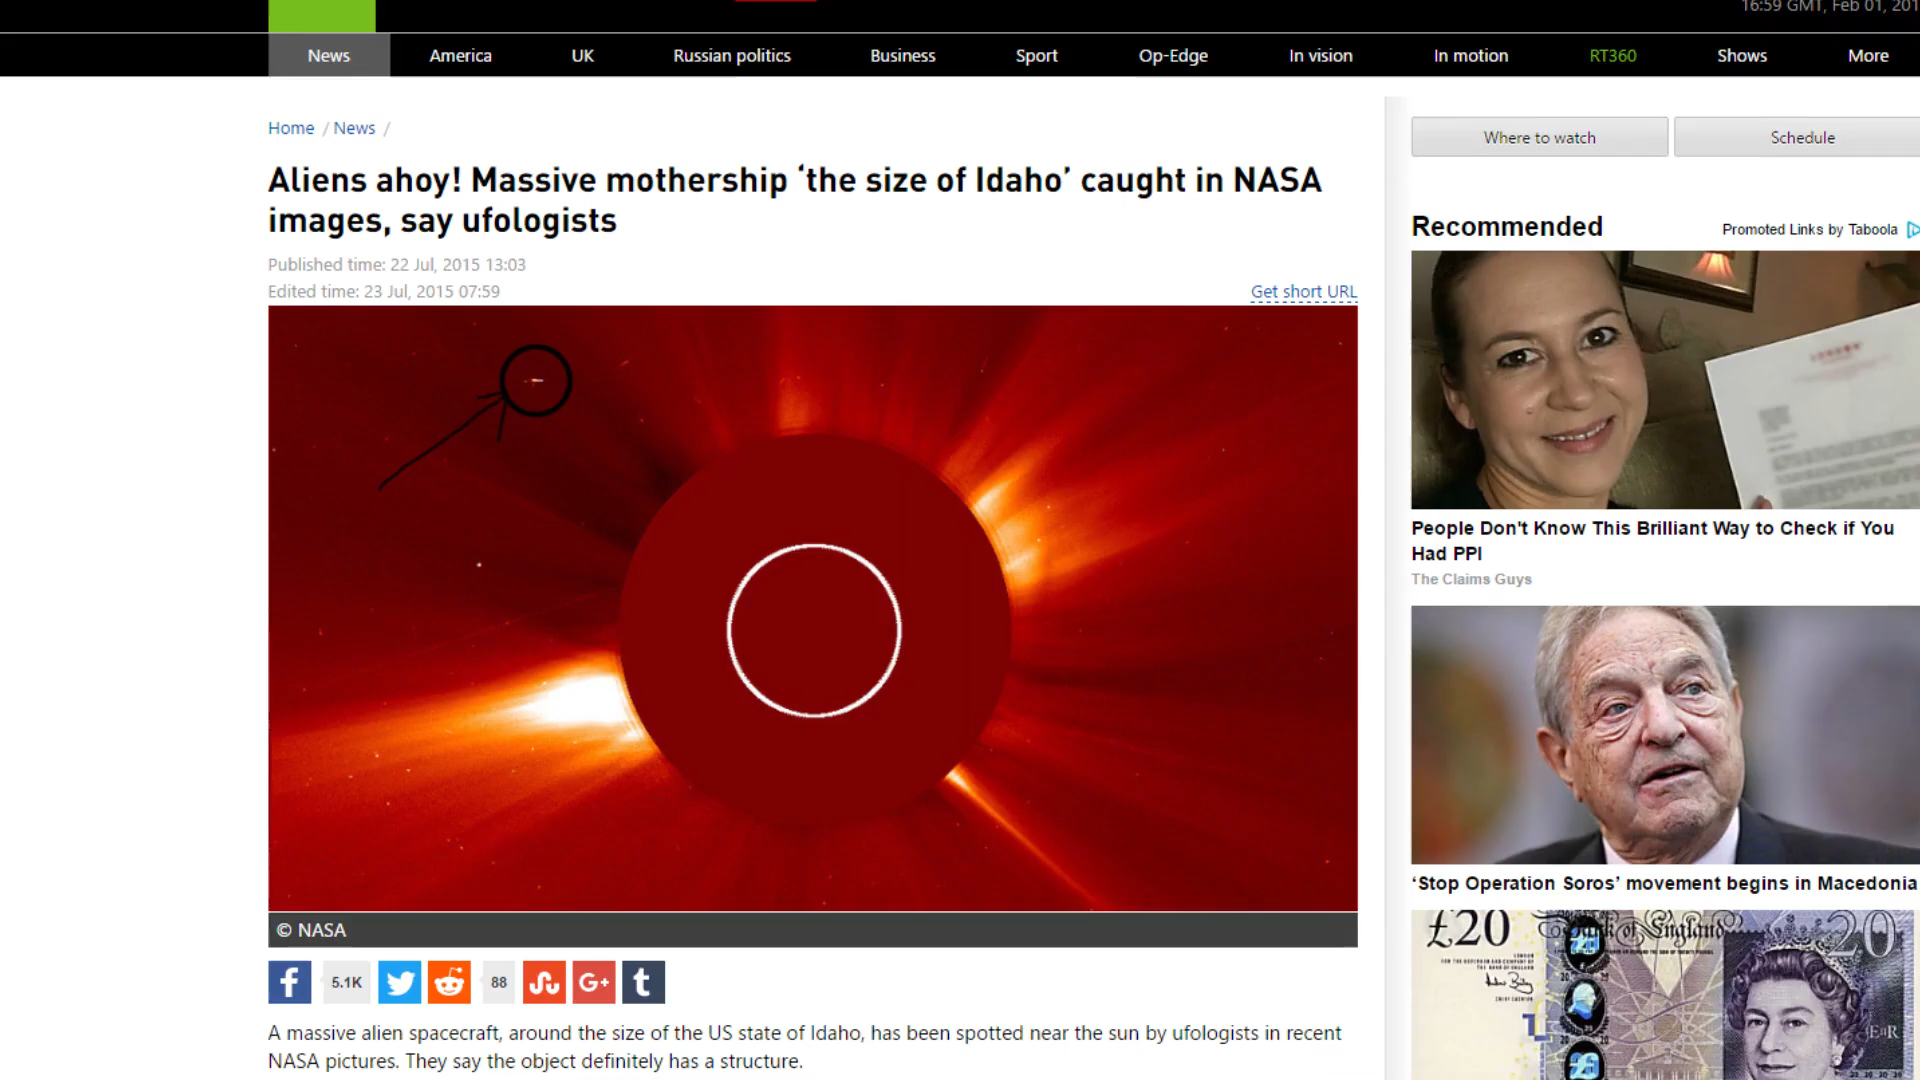 16:59 GMT, Feb 01, 201
News
America
UK
Russian politics
Business
Sport
Op-Edge
In vision
In motion
RT360
Shows
More
Home / News /
Where to watch
Schedule
Aliens ahoy! Massive mothership ‘the size of Idaho’ caught in NASA
images, say ufologists
Published time: 22 Jul, 2015 13:03
Edited time: 23 Jul, 2015 07:59
Get short URL
© NASA
5.1K
88
G+
A massive alien spacecraft, around the size of the US state of Idaho, has been spotted near the sun by ufologists in recent
NASA pictures. They say the object definitely has a structure.
Recommended
Promoted Links by Taboola
People Don't Know This Brilliant Way to Check if You
Had PPI
The Claims Guys
‘Stop Operation Soros’ movement begins in Macedonia
£20
Bank of England
20